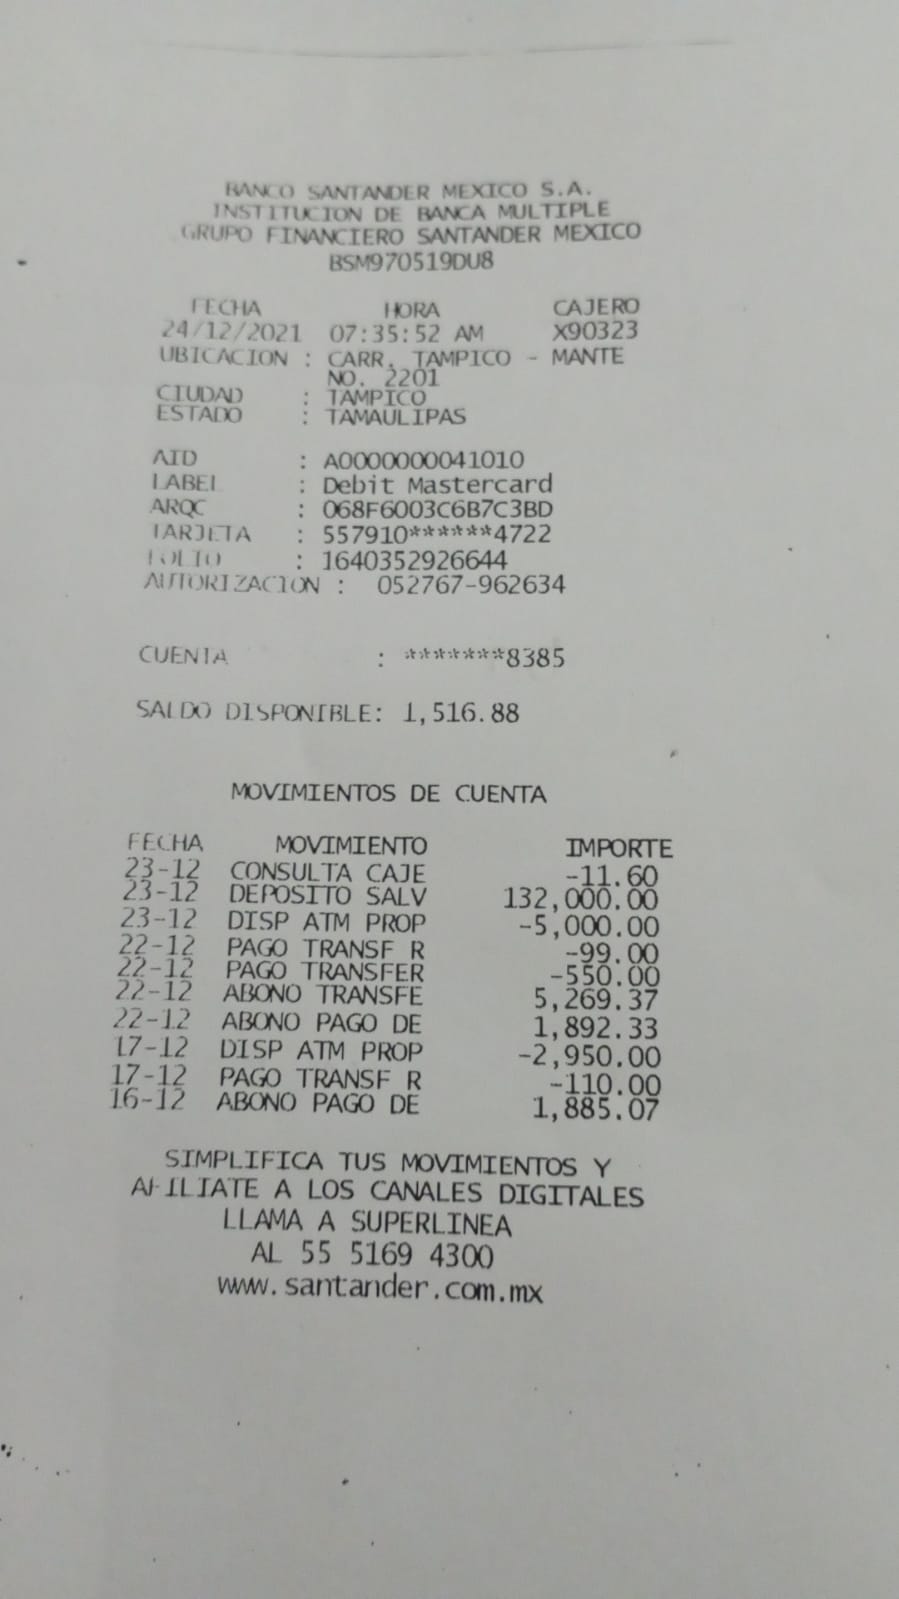 BANCO SANTANDER MEXICO S.A.
INSTITUCION DE BANCA MULTIPLE
GRUPO FINANCIERO SANTANDER MEXICO
BSM970519DU8
FECHA HORA CAJERO
24/12/2021 07:35:52 AM X90323
UBICACION : CARR. TAMPICO - MANTE
NO. 2201
CIUDAD : TAMPICO
ESTADO : TAMAULIPAS
AID : A0000000041010
LABEL : Debit Mastercard
ARQC : 068F6003C6B7C3BD
TARJETA : 557910******4722
FOLIO : 1640352926644
AUTORIZACION : 052767-962634
CUENTA : *******8385
SALDO DISPONIBLE: 1,516.88
MOVIMIENTOS DE CUENTA
FECHA MOVIMIENTO IMPORTE
23-12 CONSULTA CAJE -11.60
23-12 DEPOSITO SALV 132,000.00
23-12 DISP ATM PROP -5,000.00
22-12 PAGO TRANSF R -99.00
22-12 PAGO TRANSFER -550.00
22-12 ABONO TRANSFE 5,269.37
22-12 ABONO PAGO DE 1,892.33
17-12 DISP ATM PROP -2,950.00
17-12 PAGO TRANSF R -110.00
16-12 ABONO PAGO DE 1,885.07
SIMPLIFICA TUS MOVIMIENTOS Y
AFILIATE A LOS CANALES DIGITALES
LLAMA A SUPERLINEA
AL 55 5169 4300
www.santander.com.mx